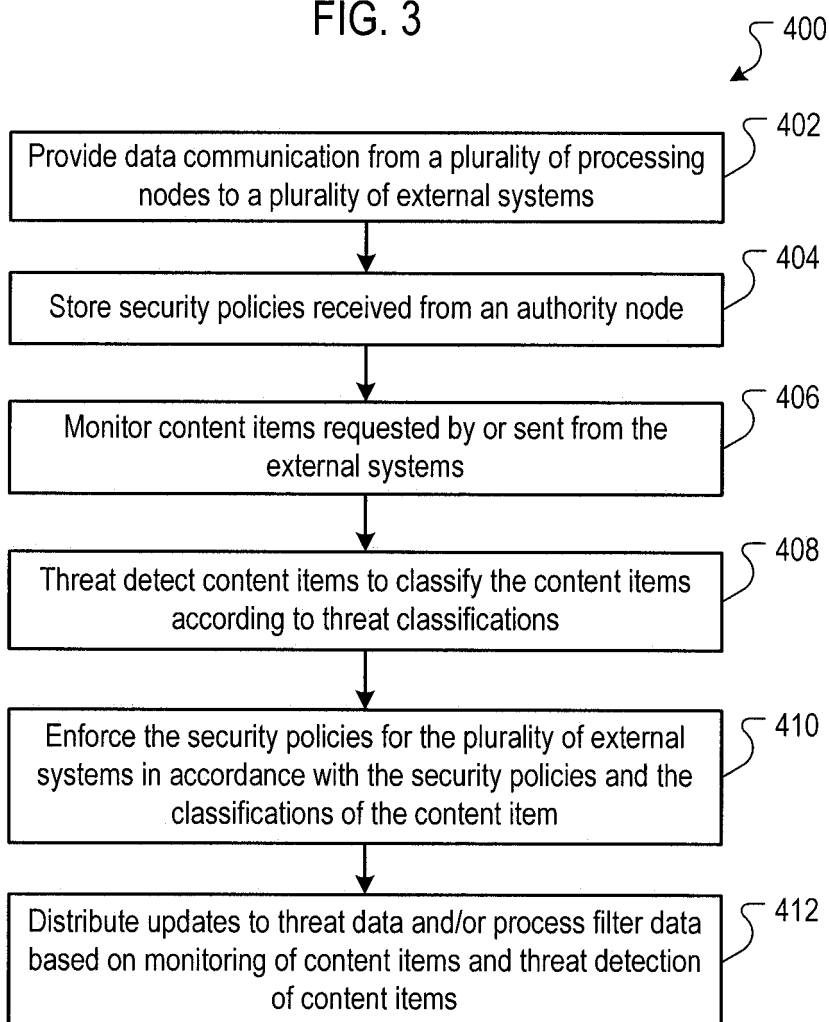 FIG. 3
400
402
Provide data communication from a plurality of processing
nodes to a plurality of external systems
404
Store security policies received from an authority node
406
Monitor content items requested by or sent from the
external systems
408
Threat detect content items to classify the content items
according to threat classifications
410
Enforce the security policies for the plurality of external
systems in accordance with the security policies and the
classifications of the content item
412
Distribute updates to threat data and/or process filter data
based on monitoring of content items and threat detection
of content items